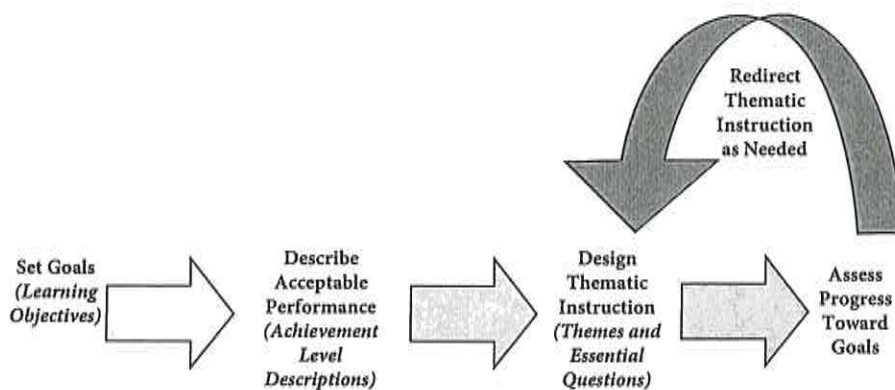 Redirect
Thematic
Instruction
as Needed
Set Goals
(Learning
Objectives)
Describe
Acceptable
Performance
(Achievement
Level
Descriptions)
Design
Thematic
Instruction
(Themes and
Essential
Questions)
Assess
Progress
Toward
Goals